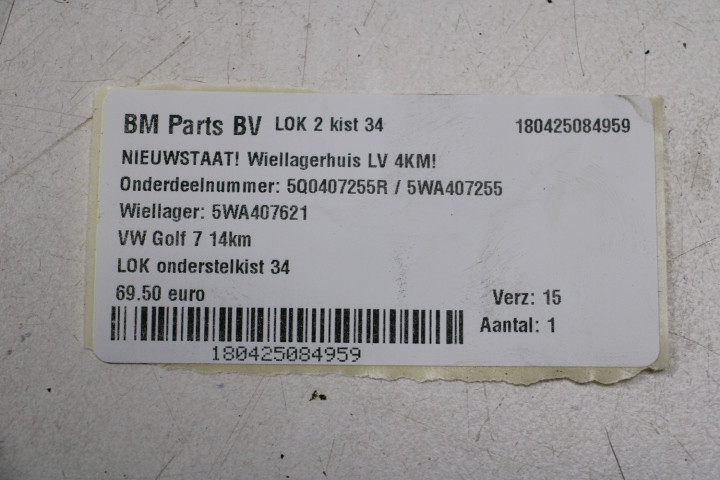 BM Parts BV LOK 2 kist 34 180425084959
NIEUWSTAAT! Wiellagerhuis LV 4KM!
Onderdeelnummer: 5Q0407255R / 5WA407255
Wiellager: 5WA407621
VW Golf 7 14km
LOK onderstelkist 34
69.50 euro Verz: 15
Aantal: 1
180425084959